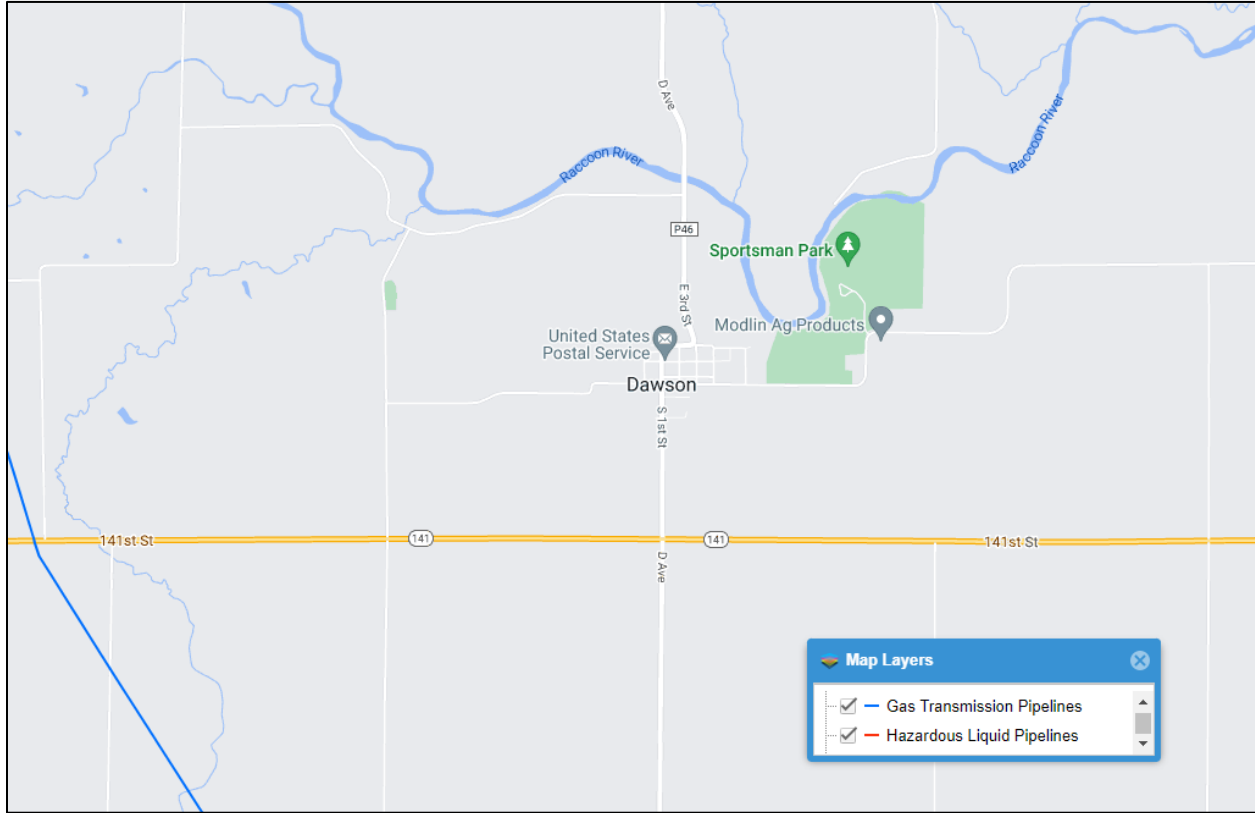 D Ave
Raccoon River
Raccoon River
P46
Sportsman Park
E 3rd St
Modlin Ag Products
United States
Postal Service
Dawson
S 1st St
141st St
141
141
141st St
D Ave
Map Layers
Gas Transmission Pipelines
Hazardous Liquid Pipelines